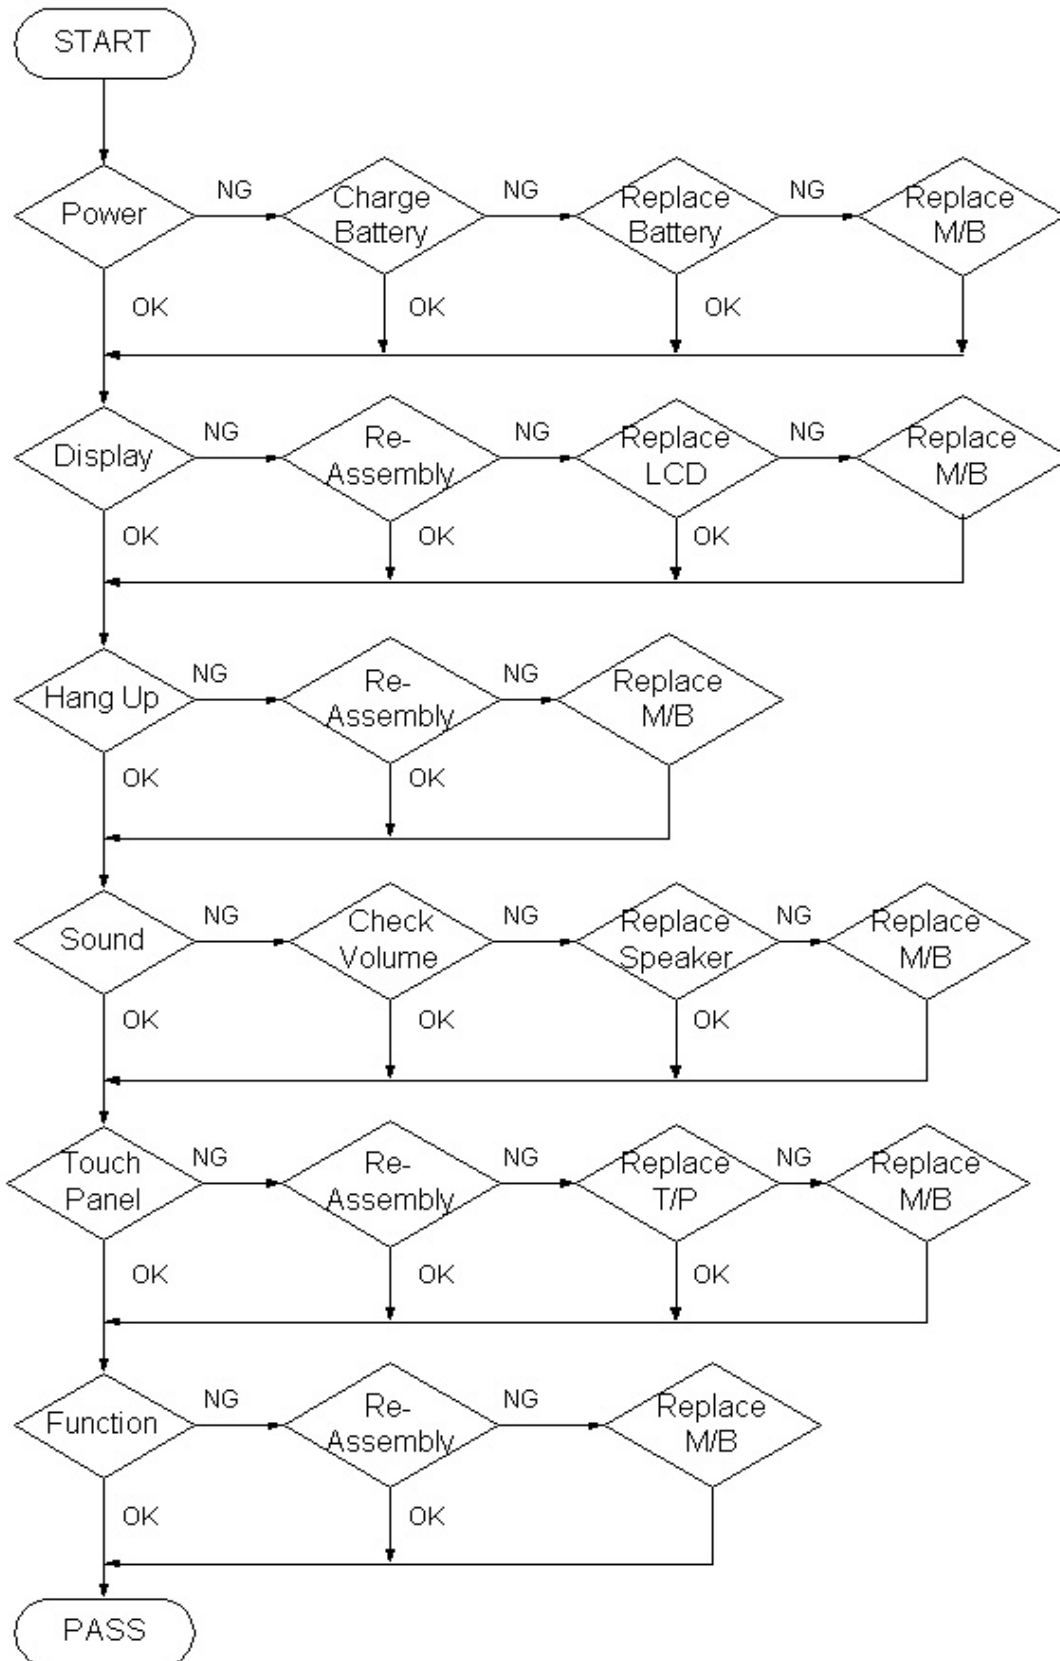 START
NG
NG
NG
Power
Charge
Battery
Replace
Battery
Replace
M/B
OK
OK
OK
NG
NG
NG
Display
Re-
Assembly
Replace
LCD
Replace
M/B
OK
OK
OK
NG
NG
Hang Up
Re-
Assembly
Replace
M/B
OK
OK
NG
NG
NG
Sound
Check
Volume
Replace
Speaker
Replace
M/B
OK
OK
OK
NG
NG
NG
Touch
Panel
Re-
Assembly
Replace
T/P
Replace
M/B
OK
OK
OK
NG
NG
Function
Re-
Assembly
Replace
M/B
OK
OK
PASS